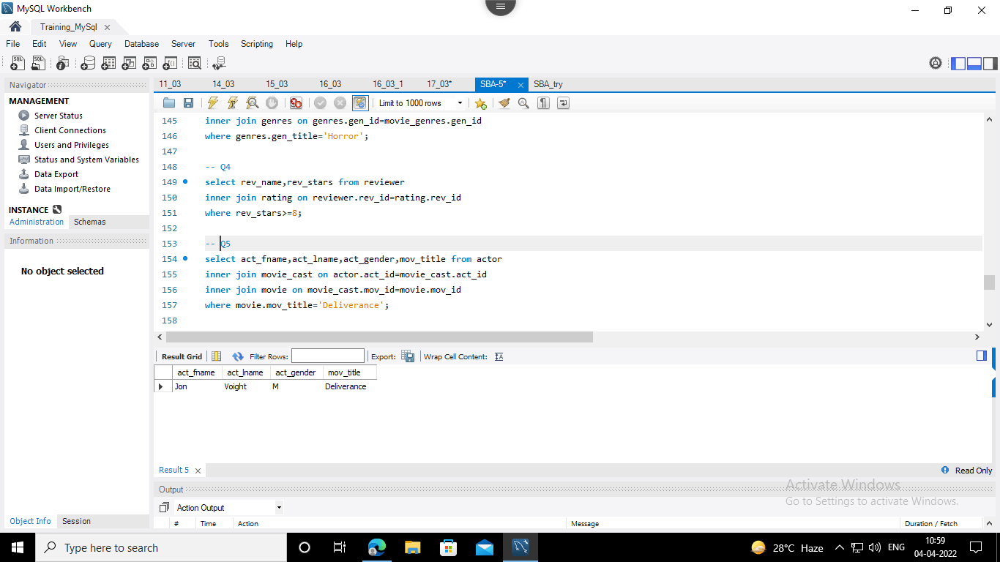 MySQL Workbench
Training_MySql
File Edit View Query Database Server Tools Scripting Help
Navigator
MANAGEMENT
Server Status
Client Connections
Users and Privileges
Status and System Variables
Data Export
Data Import/Restore
INSTANCE
Administration Schemas
Information
No object selected
Object Info Session
11_03 14_03 15_03 16_03 16_03_1 17_03* SBA-5* SBA_try
Limit to 1000 rows
145 inner join genres on genres.gen_id=movie_genres.gen_id
146 where genres.gen_title='Horror';
147
148 -- Q4
149 select rev_name,rev_stars from reviewer
150 inner join rating on reviewer.rev_id=rating.rev_id
151 where rev_stars>=8;
152
153 -- Q5
154 select act_fname,act_lname,act_gender,mov_title from actor
155 inner join movie_cast on actor.act_id=movie_cast.act_id
156 inner join movie on movie_cast.mov_id=movie.mov_id
157 where movie.mov_title='Deliverance';
158
Result Grid Filter Rows: Export: Wrap Cell Content:
act_fname act_lname act_gender mov_title
Jon Voight M Deliverance
Result 5 Read Only
Output
Activate Windows
Go to Settings to activate Windows.
Action Output
# Time Action Message Duration / Fetch
Type here to search
28°C Haze
ENG
10:59
04-04-2022